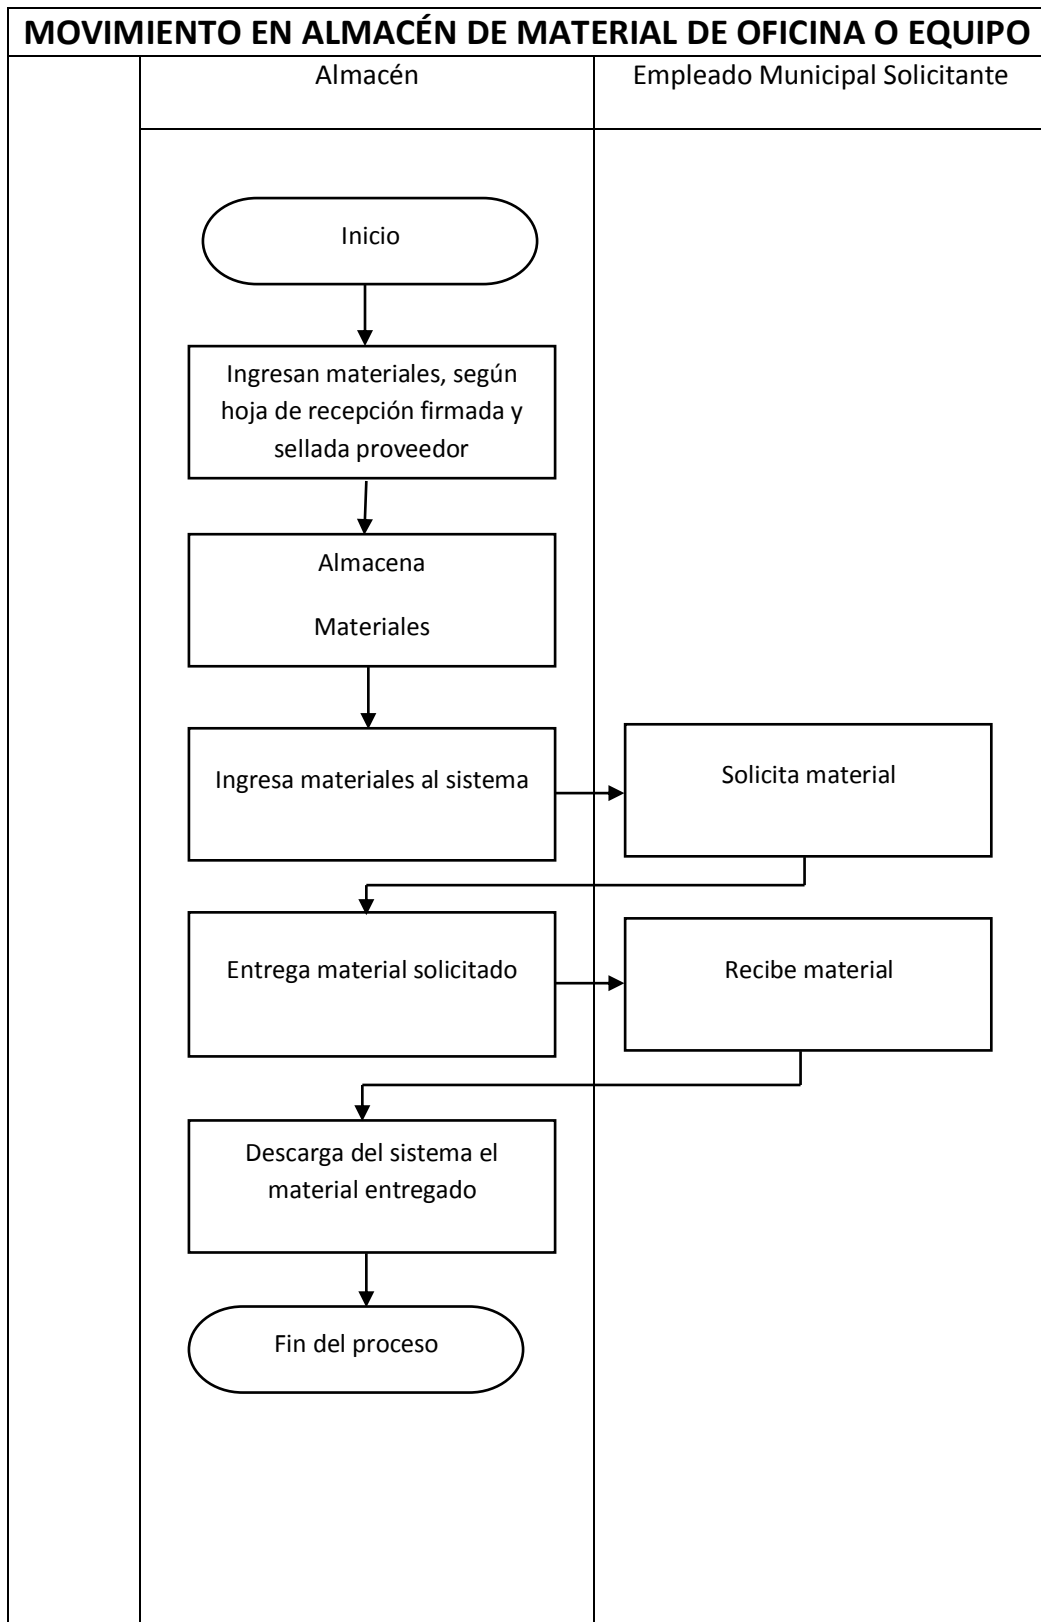 MOVIMIENTO EN ALMACÉN DE MATERIAL DE OFICINA O EQUIPO
Almacén
Empleado Municipal Solicitante
Inicio
Ingresan materiales, según
hoja de recepción firmada y
sellada proveedor
Almacena
Materiales
Ingresa materiales al sistema
Solicita material
Entrega material solicitado
Recibe material
Descarga del sistema el
material entregado
Fin del proceso